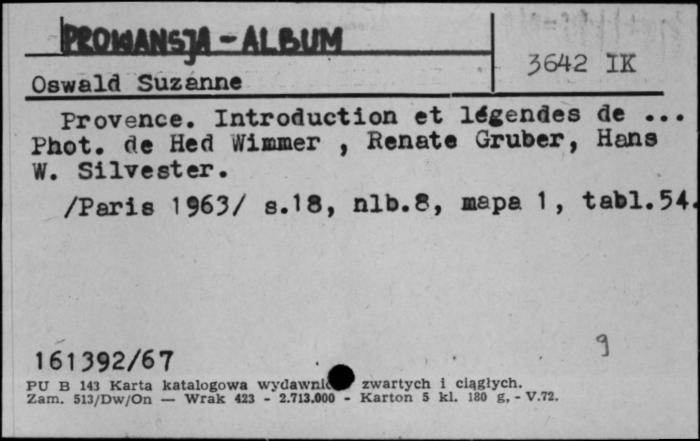 PROWANSJA - ALBUM
3642 IK
Oswald Suzanne
Provence. Introduction et légendes de ...
Phot. de Hed Wimmer , Renate Gruber, Hans
W. Silvester.
/Paris 1963/ s.18, nlb.8, mapa 1, tabl.54.
9
161392/67
PU B 143 Karta katalogowa zwartych i ciągłych.
Zam. 513/Dw/On — Wrak 423 - 2.713.000 - Karton 5 kl. 180 g. - V.72.